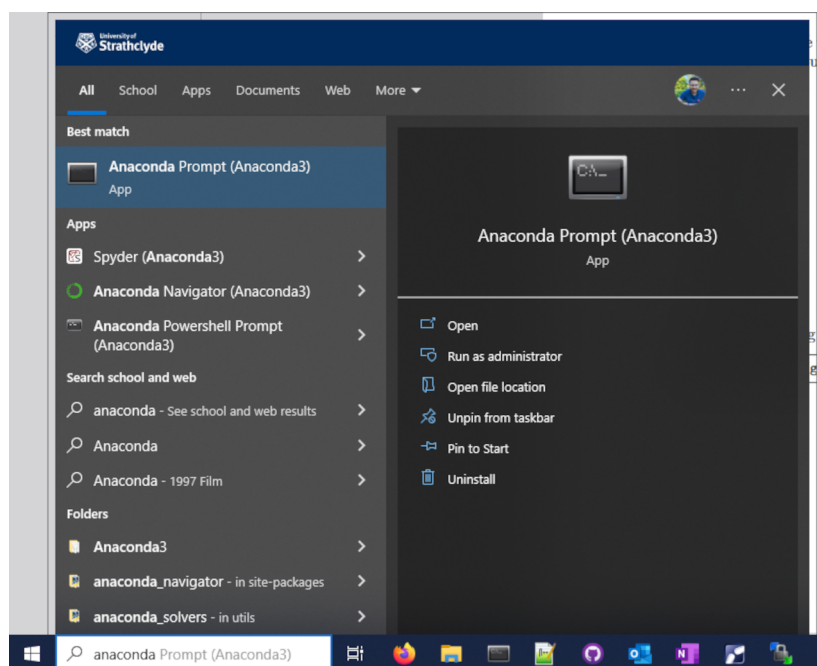 University of
Strathclyde
All School Apps Documents Web More
Best match
Anaconda Prompt (Anaconda3)
App
Apps
Spyder (Anaconda3)
Anaconda Navigator (Anaconda3)
Anaconda Powershell Prompt
(Anaconda3)
Search school and web
anaconda - See school and web results
Anaconda
Anaconda - 1997 Film
Folders
Anaconda3
anaconda_navigator - in site-packages
anaconda_solvers - in utils
anaconda Prompt (Anaconda3)
C:\_
Anaconda Prompt (Anaconda3)
App
Open
Run as administrator
Open file location
Unpin from taskbar
Pin to Start
Uninstall